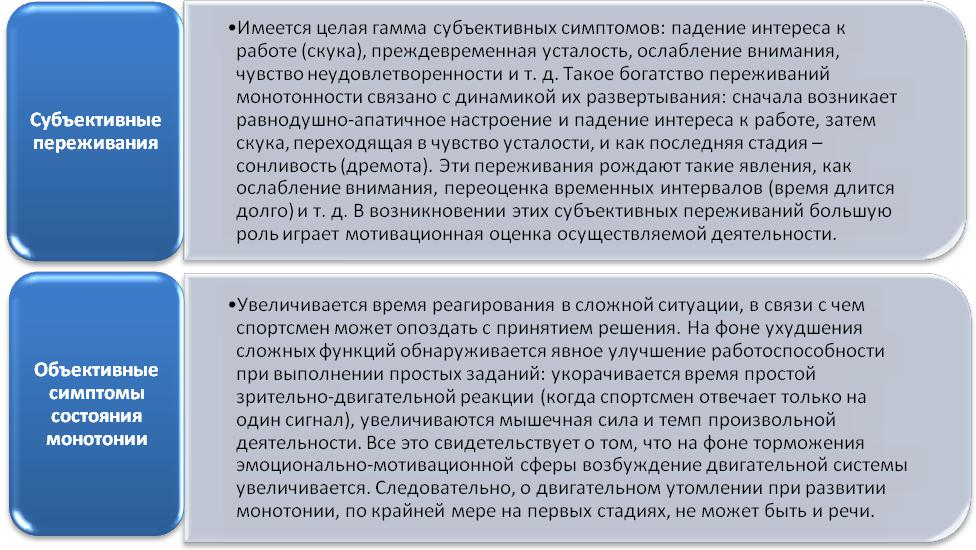 Субъективные
переживания
•Имеется целая гамма субъективных симптомов: падение интереса к
работе (скука), преждевременная усталость, ослабление внимания,
чувство неудовлетворенности и т. д. Такое богатство переживаний
монотонности связано с динамикой их развертывания: сначала возникает
равнодушно-апатичное настроение и падение интереса к работе, затем
скука, переходящая в чувство усталости, и как последняя стадия –
сонливость (дремота). Эти переживания рождают такие явления, как
ослабление внимания, переоценка временных интервалов (время длится
долго) и т. д. В возникновении этих субъективных переживаний большую
роль играет мотивационная оценка осуществляемой деятельности.
Объективные
симптомы
состояния
монотонии
•Увеличивается время реагирования в сложной ситуации, в связи с чем
спортсмен может опоздать с принятием решения. На фоне ухудшения
сложных функций обнаруживается явное улучшение работоспособности
при выполнении простых заданий: укорачивается время простой
зрительно-двигательной реакции (когда спортсмен отвечает только на
один сигнал), увеличиваются мышечная сила и темп произвольной
деятельности. Все это свидетельствует о том, что на фоне торможения
эмоционально-мотивационной сферы возбуждение двигательной системы
увеличивается. Следовательно, о двигательном утомлении при развитии
монотонии, по крайней мере на первых стадиях, не может быть и речи.